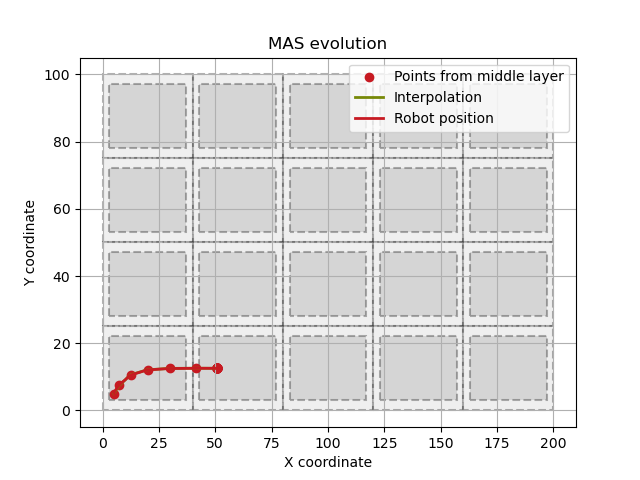 MAS evolution
Points from middle layer
Interpolation
Robot position
100
80
60
40
20
0
Y coordinate
0 25 50 75 100 125 150 175 200
X coordinate